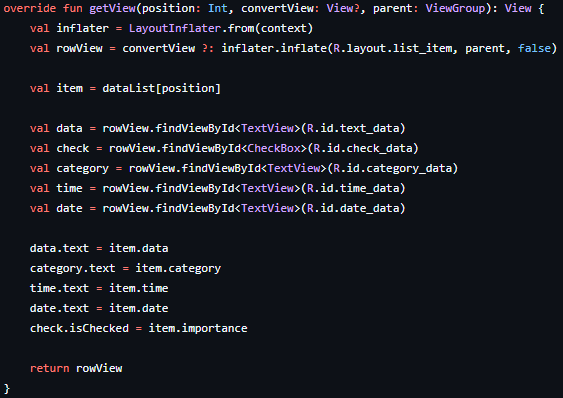 override fun getView(position: Int, convertView: View?, parent: ViewGroup): View {
    val inflater = LayoutInflater.from(context)
    val rowView = convertView ?: inflater.inflate(R.layout.list_item, parent, false)

    val item = dataList[position]

    val data = rowView.findViewById<TextView>(R.id.text_data)
    val check = rowView.findViewById<CheckBox>(R.id.check_data)
    val category = rowView.findViewById<TextView>(R.id.category_data)
    val time = rowView.findViewById<TextView>(R.id.time_data)
    val date = rowView.findViewById<TextView>(R.id.date_data)

    data.text = item.data
    category.text = item.category
    time.text = item.time
    date.text = item.date
    check.isChecked = item.importance

    return rowView
}